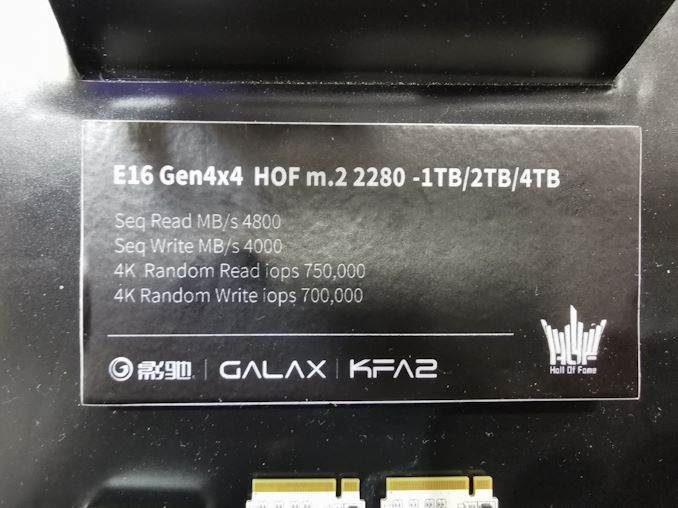 E16 Gen4x4 HOF m.2 2280 -1TB/2TB/4TB
Seq Read MB/s 4800
Seq Write MB/s 4000
4K Random Read iops 750,000
4K Random Write iops 700,000
影驰 | GALAX | KFA2
HOF
Hall Of Fame